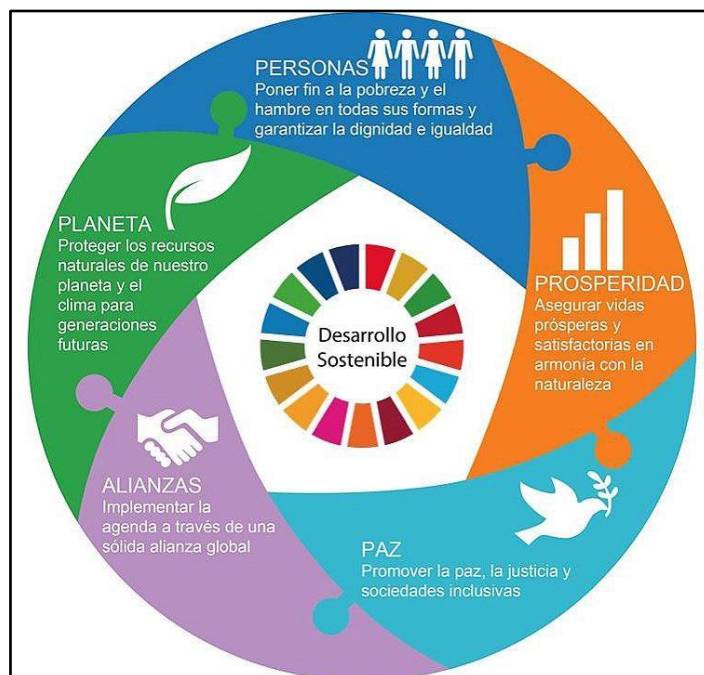 PERSONAS
Poner fin a la pobreza y el
hambre en todas sus formas y
garantizar la dignidad e igualdad
PLANETA
Proteger los recursos
naturales de nuestro
planeta y el
clima para
generaciones
futuras
PROSPERIDAD
Asegurar vidas
prósperas y
satisfactorias en
armonía con la
naturaleza
Desarrollo
Sostenible
ALIANZAS
Implementar la
agenda a través de una
sólida alianza global
PAZ
Promover la paz, la justicia y
sociedades inclusivas